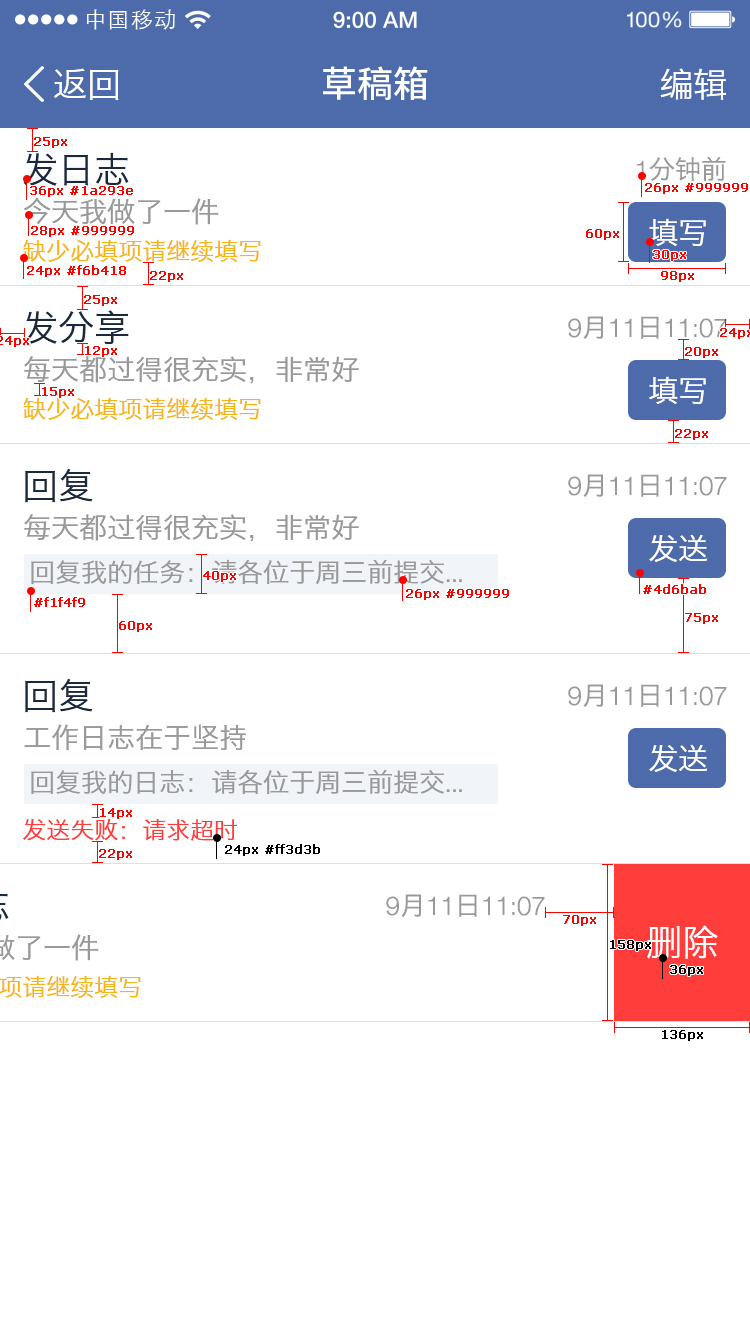 中国移动 9:00 AM 100%
返回 草稿箱 编辑
25px
发日志 1分钟前
36px #1a293e 26px #999999
今天我做了一件
28px #999999 60px 填写
缺少必填项请继续填写 30px
24px #f6b418 22px 98px
25px
发分享 9月11日11:07
24px 24px
12px 20px
每天都过得很充实，非常好
15px 填写
缺少必填项请继续填写
22px
回复 9月11日11:07
每天都过得很充实，非常好
发送
回复我的任务：请各位于周三前提交...
40px
#f1f4f9 26px #999999 #4d6bab
60px 75px
回复 9月11日11:07
工作日志在于坚持
发送
回复我的日志：请各位于周三前提交...
14px
发送失败：请求超时
22px 24px #ff3d3b
志 9月11日11:07
70px
做了一件 158px 删除
36px
项请继续填写
136px